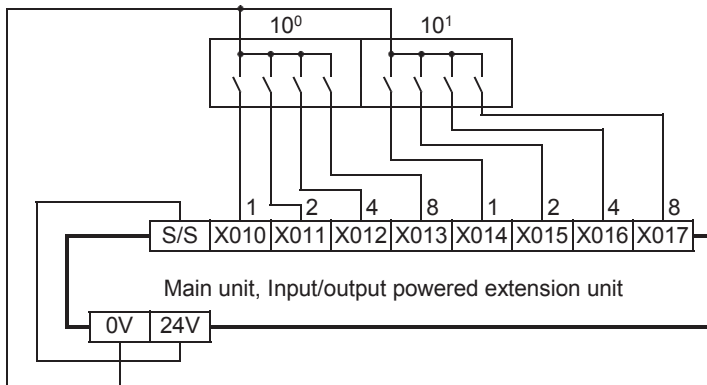 10⁰ 10¹
1 2 4 8 1 2 4 8
S/S X010 X011 X012 X013 X014 X015 X016 X017
Main unit, Input/output powered extension unit
0V 24V